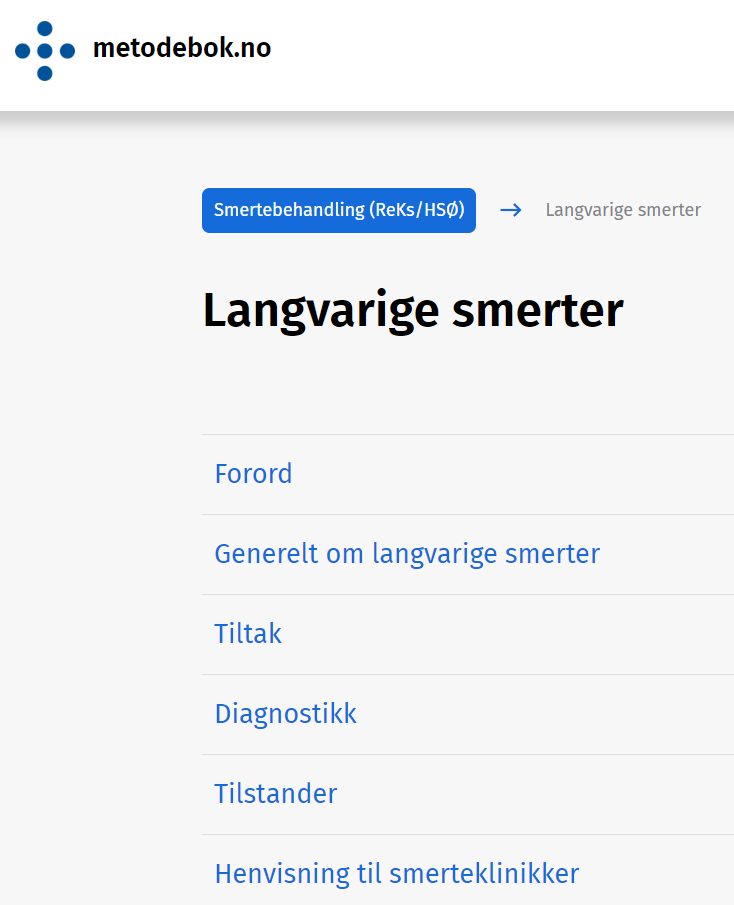 metodebok.no
Smertebehandling (ReKs/HSØ) → Langvarige smerter
Langvarige smerter
Forord
Generelt om langvarige smerter
Tiltak
Diagnostikk
Tilstander
Henvisning til smerteklinikker